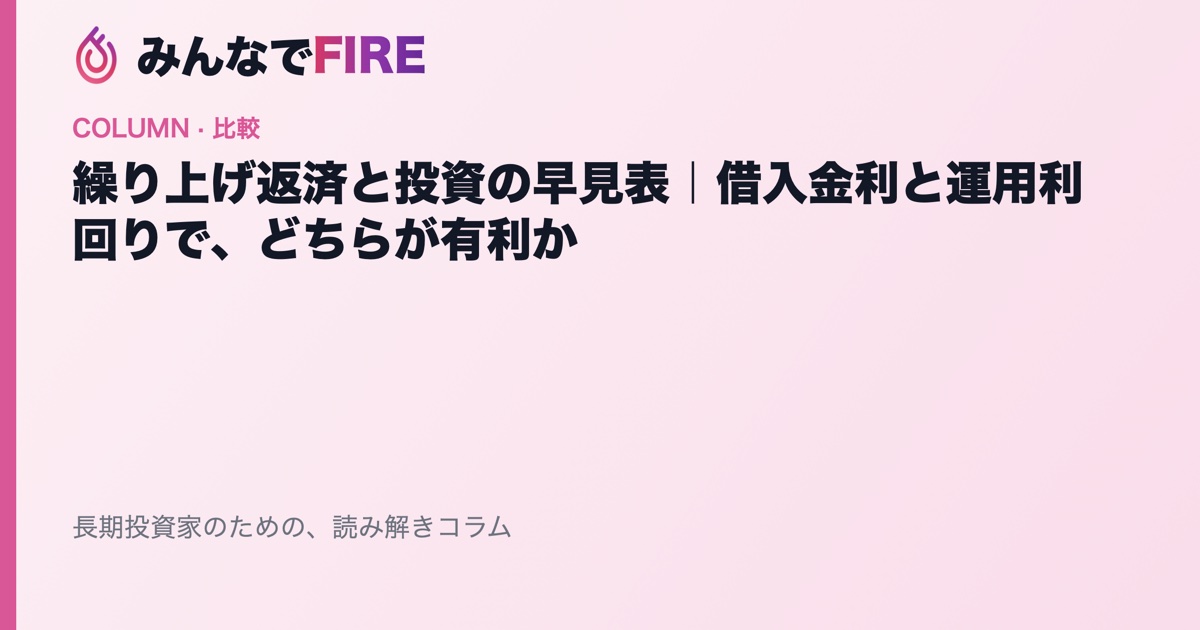 みんなでFIRE
COLUMN · 比較
繰り上げ返済と投資の早見表｜借入金利と運用利
回りで、どちらが有利か
長期投資家のための、読み解きコラム